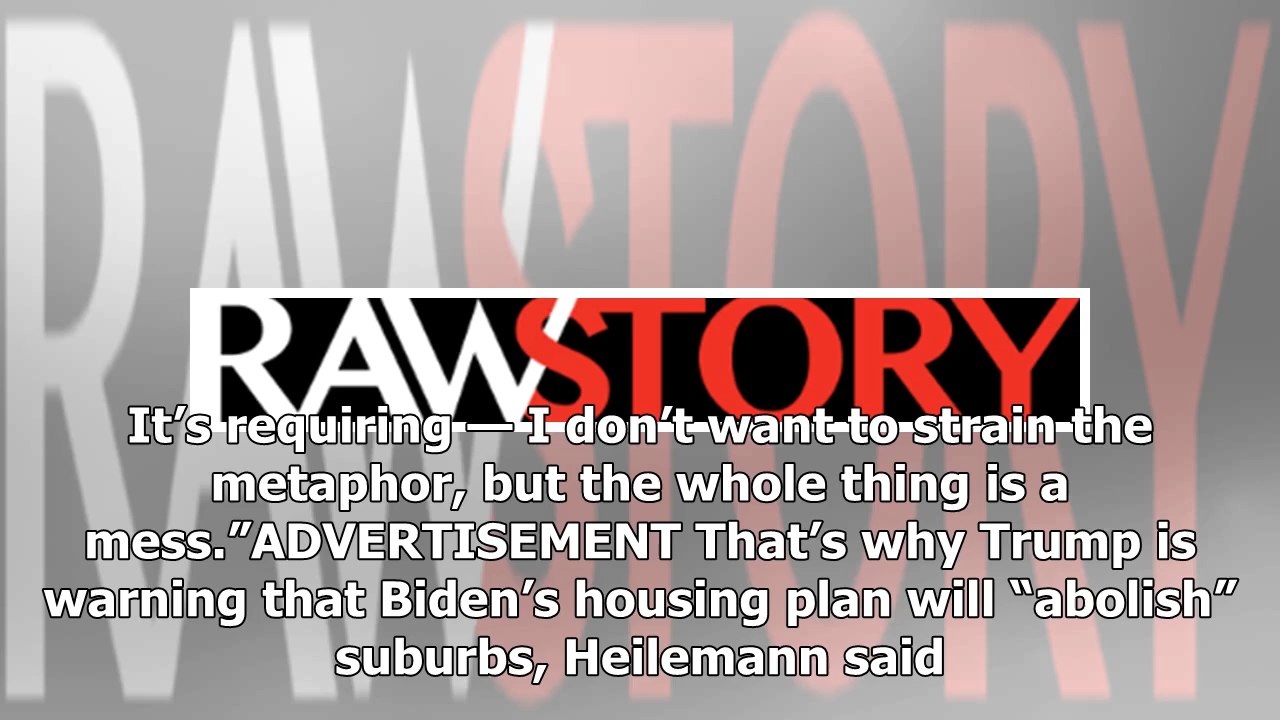 RAWSTORY
RAWSTORY
It’s requiring — I don’t want to strain the
metaphor, but the whole thing is a
mess.”ADVERTISEMENT That’s why Trump is
warning that Biden’s housing plan will “abolish”
suburbs, Heilemann said